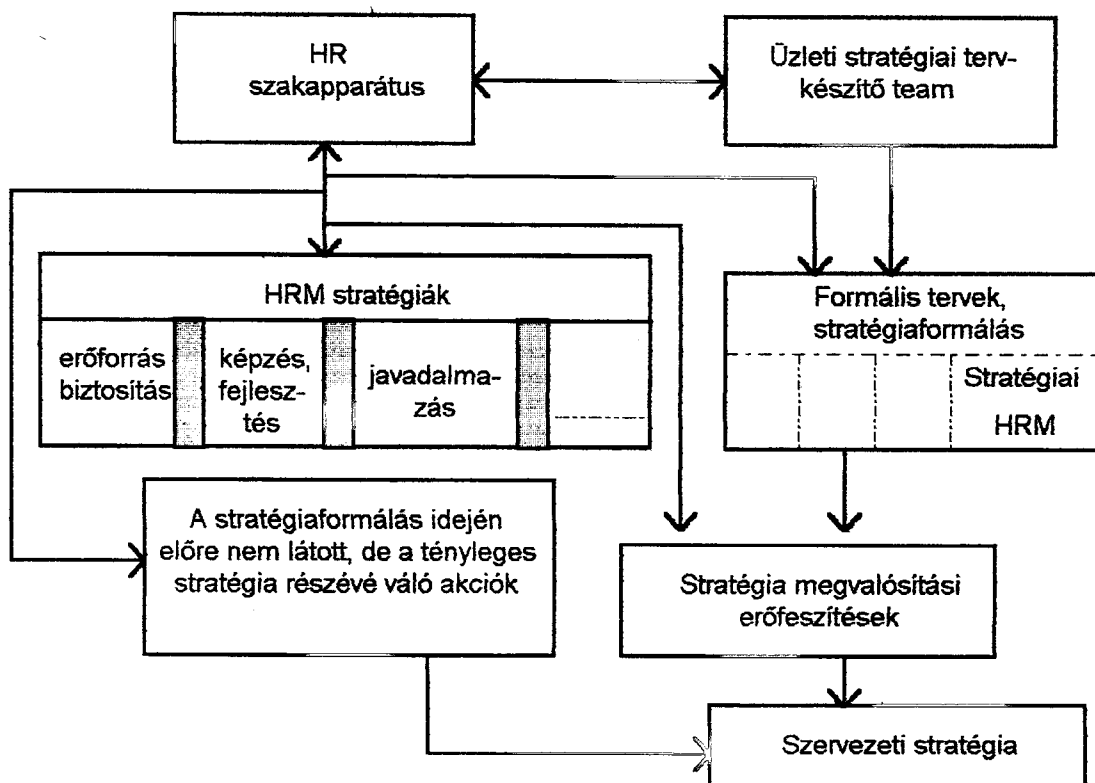 HR
szakapparátus
Üzleti stratégiai terv-
készítő team
HRM stratégiák
erőforrás
biztosítás
képzés,
fejlesz-
tés
javadalma-
zás
Formális tervek,
stratégiaformálás
Stratégiai
HRM
A stratégiaformálás idején
előre nem látott, de a tényleges
stratégia részévé váló akciók
Stratégia megvalósítási
erőfeszítések
Szervezeti stratégia